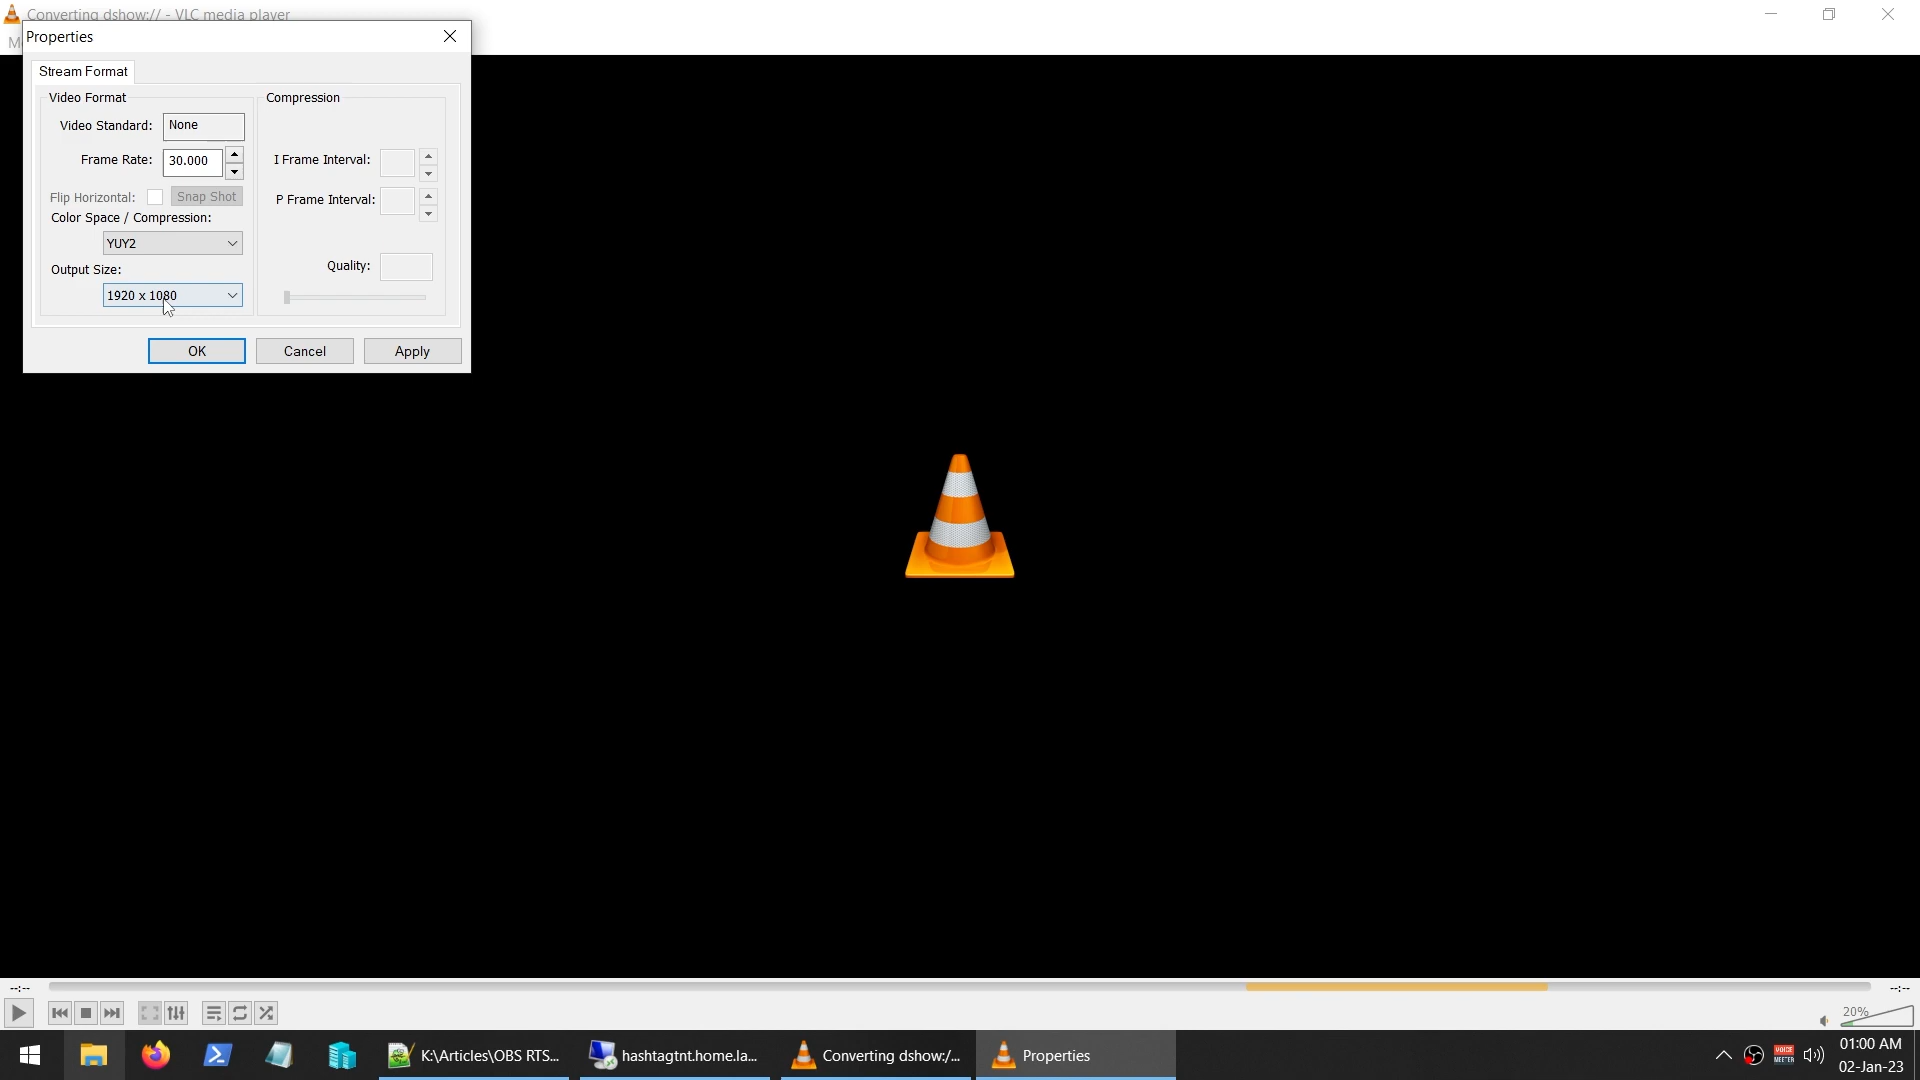 Converting dshow:// - VLC media player
Properties
Stream Format
Video Format
Compression
Video Standard: None
Frame Rate: 30.000
I Frame Interval:
Flip Horizontal: Snap Shot
P Frame Interval:
Color Space / Compression:
YUY2
Quality:
Output Size:
1920 x 1080
OK Cancel Apply
--:-- --:--
20%
K:\Articles\OBS RTS... hashtagtnt.home.la... Converting dshow:/... Properties
VOICE
MEETER
01:00 AM
02-Jan-23